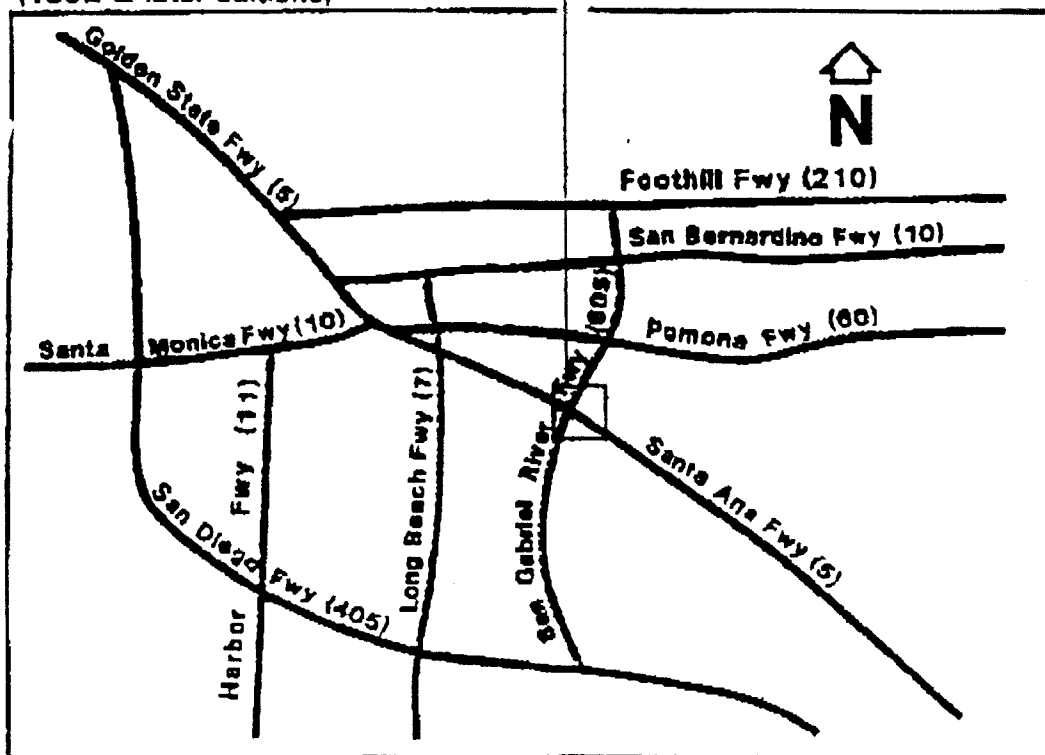 Golden State Fwy (5)
N
Foothill Fwy (210)
San Bernardino Fwy (10)
(605)
Santa Monica Fwy (10)
Pomona Fwy (60)
Fwy
Harbor Fwy (11)
Long Beach Fwy (7)
San Gabriel River
Santa Ana Fwy (5)
San Diego Fwy (405)